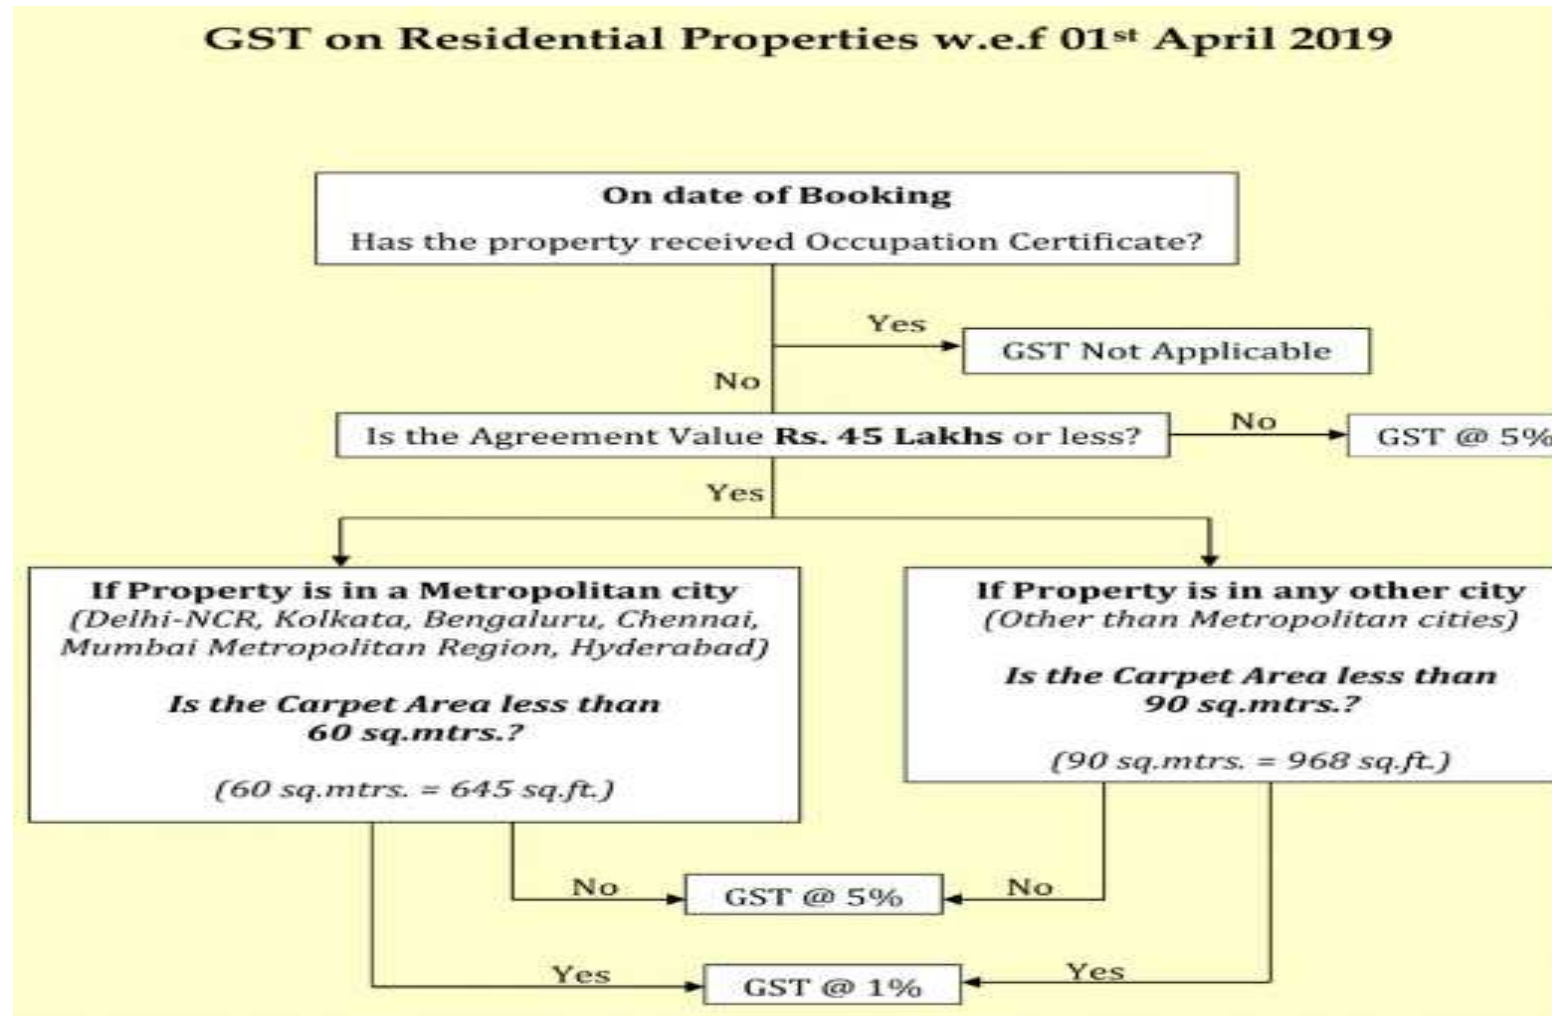 GST on Residential Properties w.e.f 01st April 2019
On date of Booking
Has the property received Occupation Certificate?
Yes
GST Not Applicable
No
Is the Agreement Value Rs. 45 Lakhs or less?
No
GST @ 5%
Yes
If Property is in a Metropolitan city
(Delhi-NCR, Kolkata, Bengaluru, Chennai,
Mumbai Metropolitan Region, Hyderabad)
Is the Carpet Area less than
60 sq.mtrs.?
(60 sq.mtrs. = 645 sq.ft.)
If Property is in any other city
(Other than Metropolitan cities)
Is the Carpet Area less than
90 sq.mtrs.?
(90 sq.mtrs. = 968 sq.ft.)
No
GST @ 5%
No
Yes
GST @ 1%
Yes